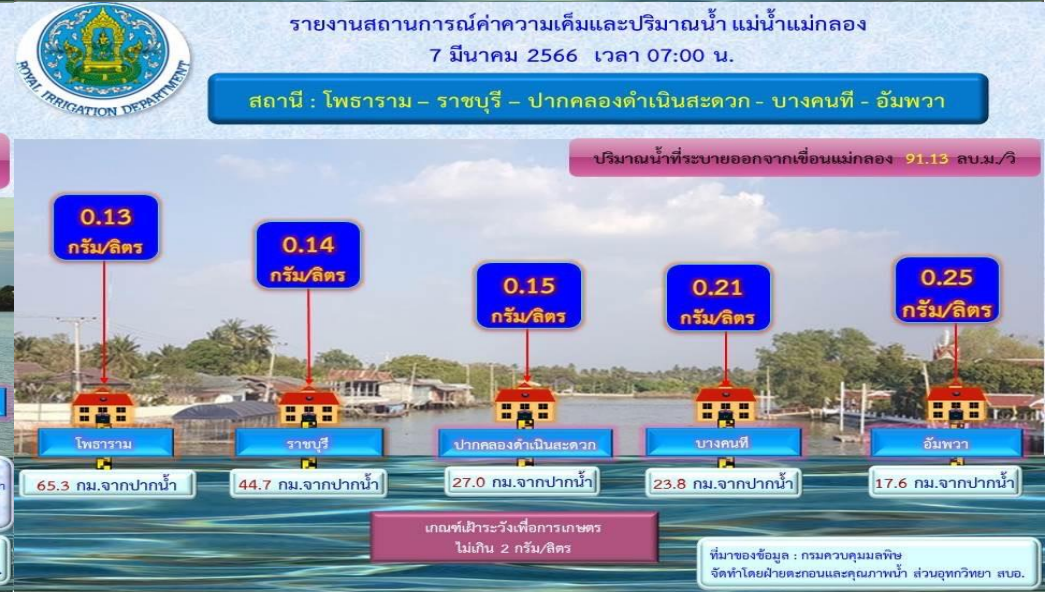 ROYAL IRRIGATION DEPARTMENT
รายงานสถานการณ์ค่าความเค็มและปริมาณน้ำ แม่น้ำแม่กลอง
7 มีนาคม 2566 เวลา 07:00 น.
สถานี : โพธาราม – ราชบุรี – ปากคลองดำเนินสะดวก - บางคนที - อัมพวา
ปริมาณน้ำที่ระบายออกจากเขื่อนแม่กลอง 91.13 ลบ.ม./วิ
0.13
กรัม/ลิตร
0.14
กรัม/ลิตร
0.15
กรัม/ลิตร
0.21
กรัม/ลิตร
0.25
กรัม/ลิตร
โพธาราม
ราชบุรี
ปากคลองดำเนินสะดวก
บางคนที
อัมพวา
65.3 กม.จากปากน้ำ
44.7 กม.จากปากน้ำ
27.0 กม.จากปากน้ำ
23.8 กม.จากปากน้ำ
17.6 กม.จากปากน้ำ
เกณฑ์เฝ้าระวังเพื่อการเกษตร
ไม่เกิน 2 กรัม/ลิตร
ที่มาของข้อมูล : กรมควบคุมมลพิษ
จัดทำโดยฝ่ายตะกอนและคุณภาพน้ำ ส่วนอุทกวิทยา สบอ.